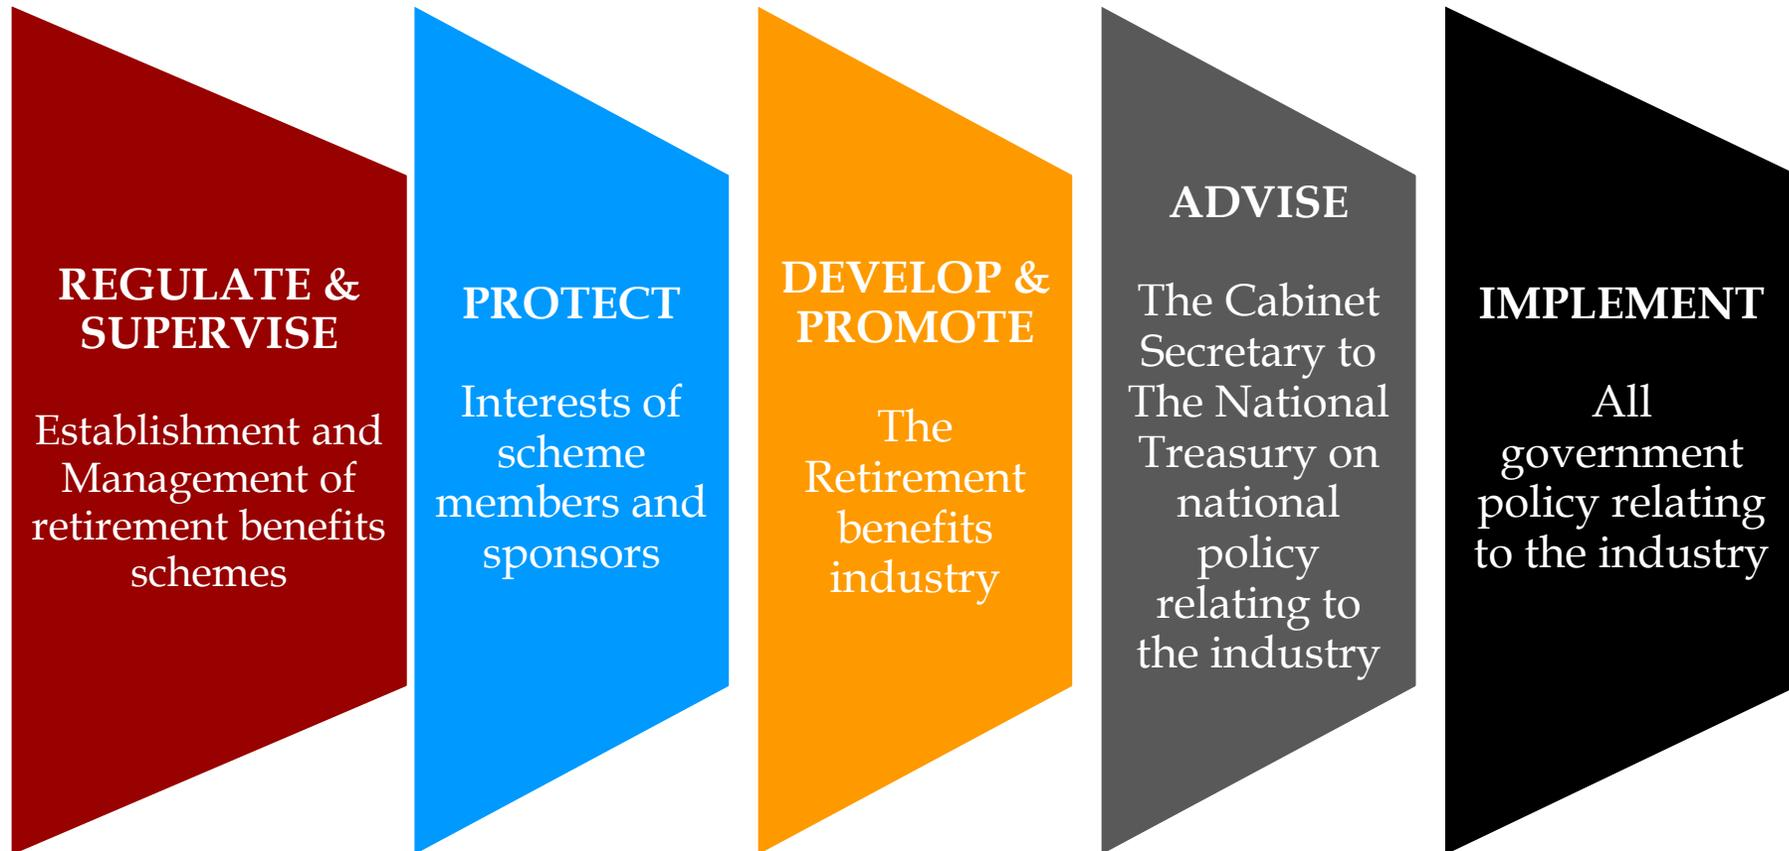 REGULATE &
SUPERVISE
Establishment and
Management of
retirement benefits
schemes
PROTECT
Interests of
scheme
members and
sponsors
DEVELOP &
PROMOTE
The
Retirement
benefits
industry
ADVISE
The Cabinet
Secretary to
The National
Treasury on
national
policy
relating to
the industry
IMPLEMENT
All
government
policy relating
to the industry